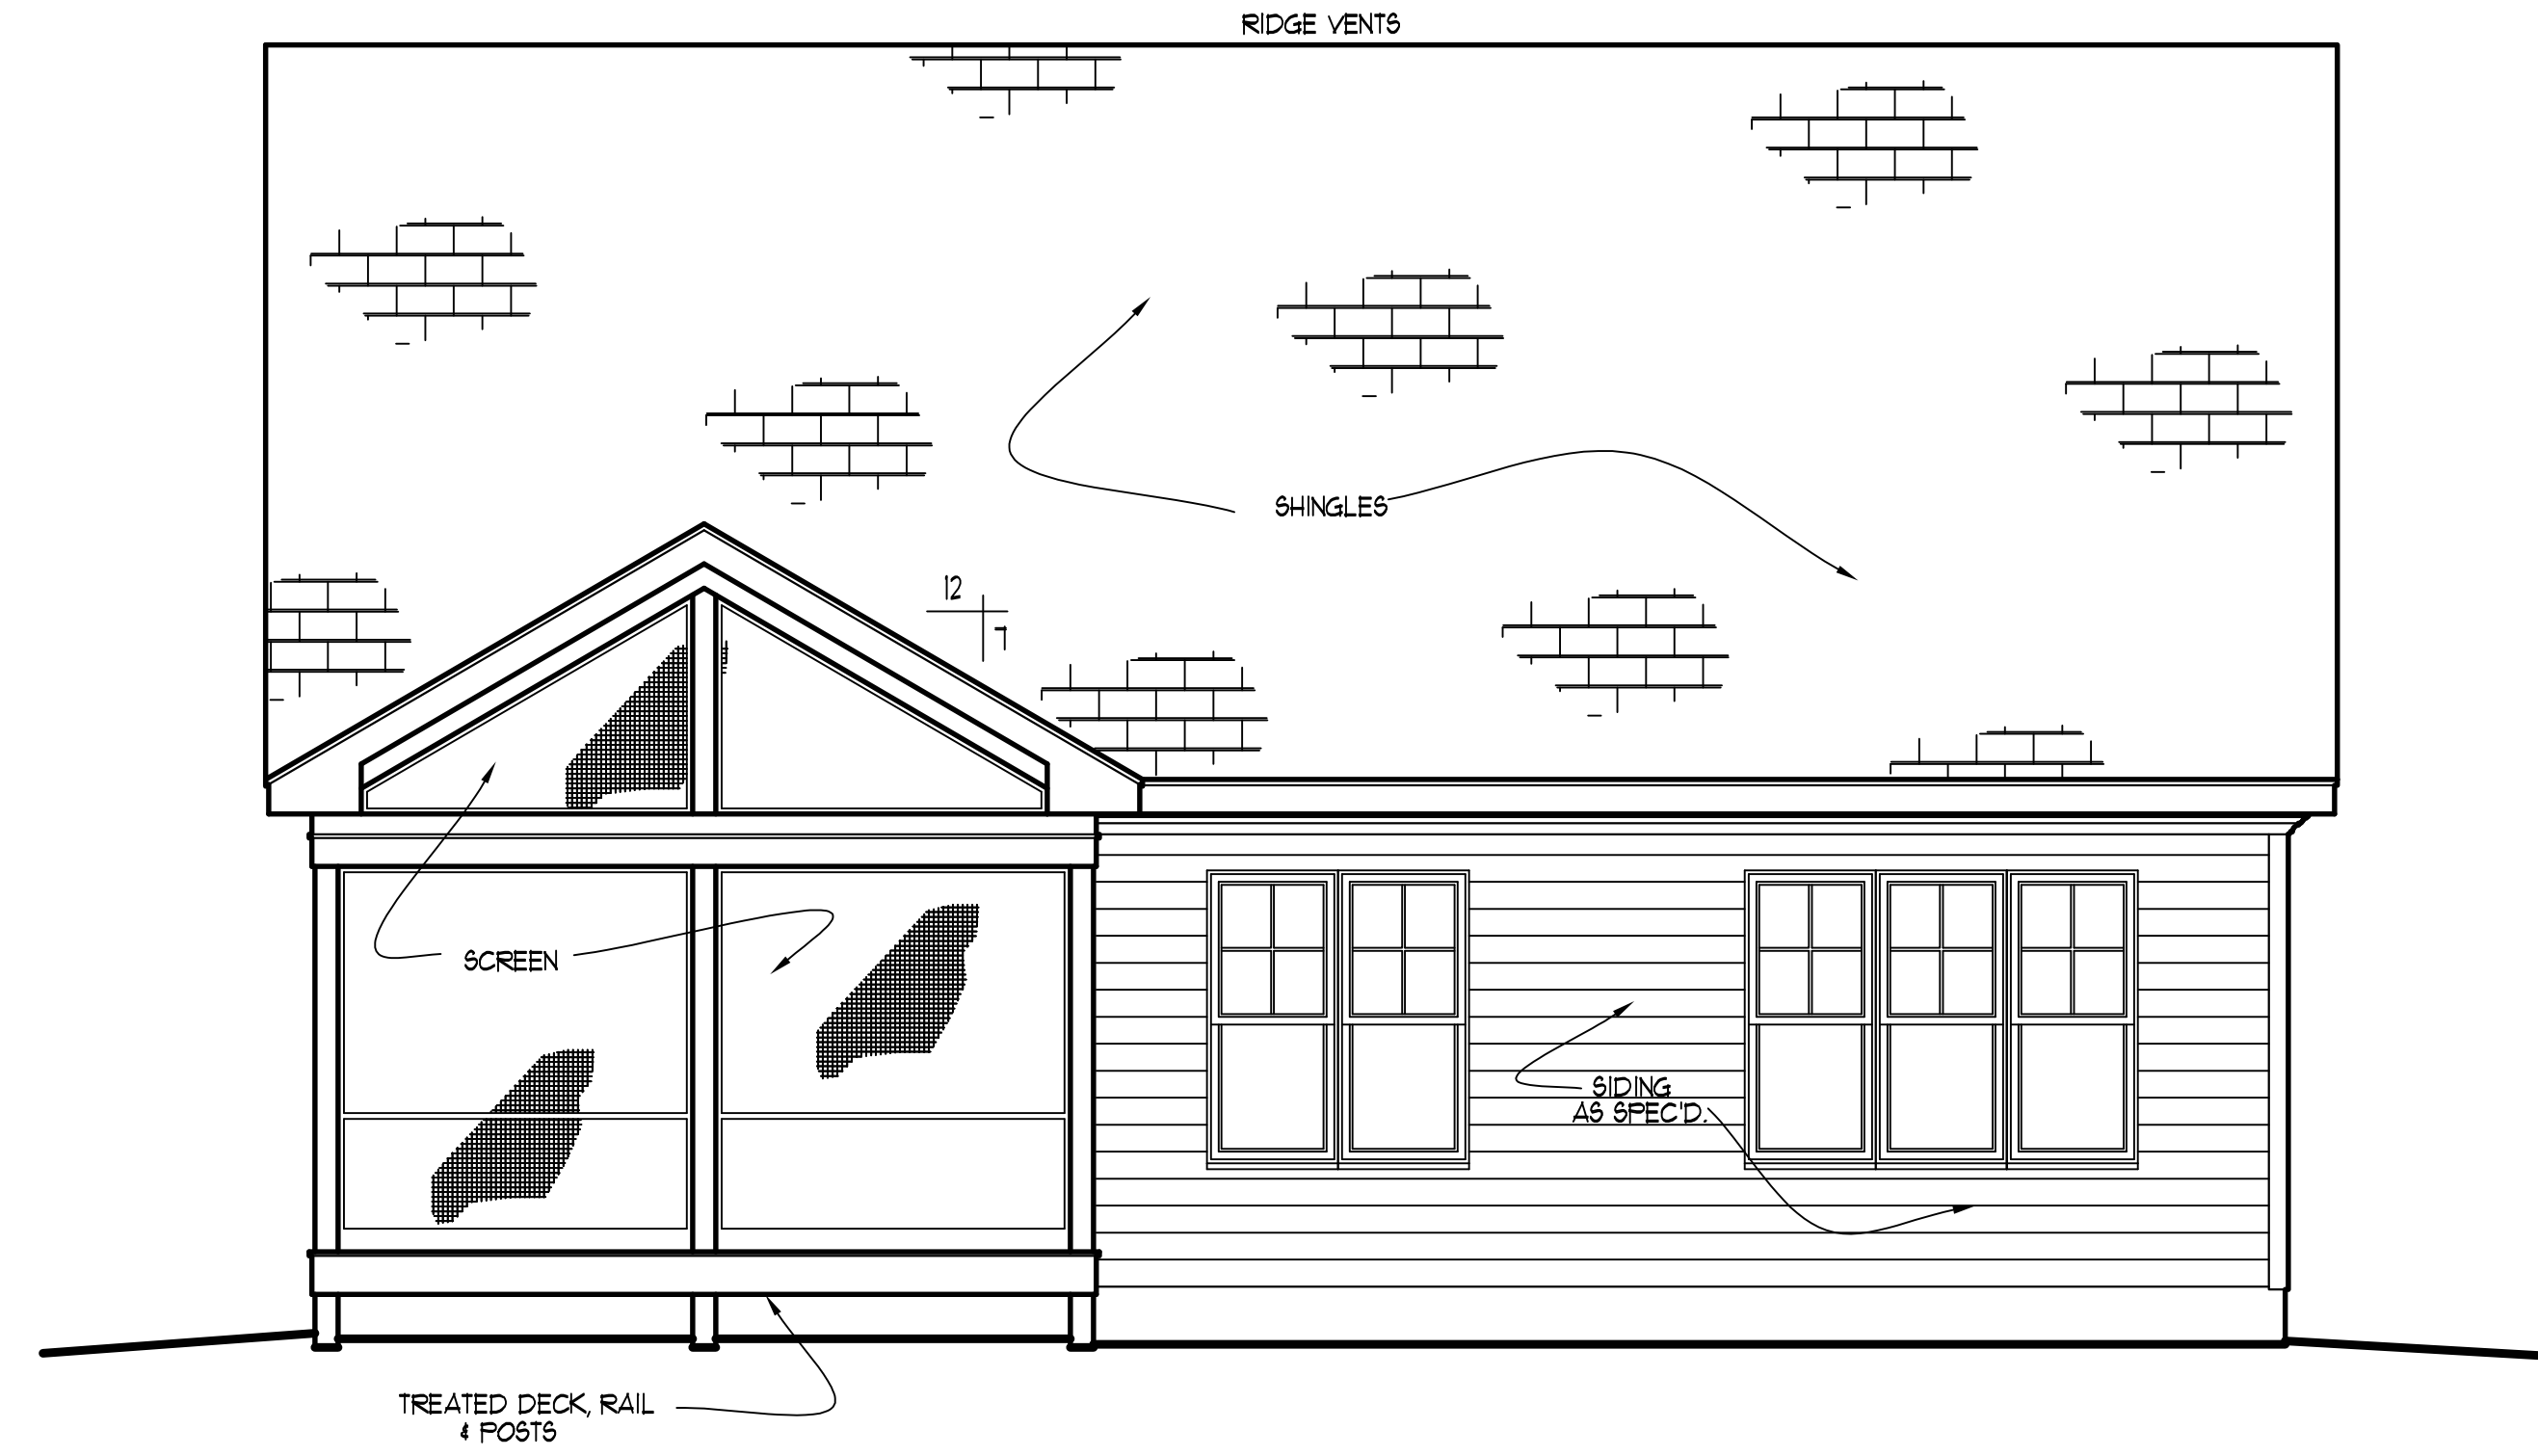 RIDGE VENTS
SHINGLES
12
7
SCREEN
SIDING
AS SPEC'D.
TREATED DECK, RAIL
& POSTS